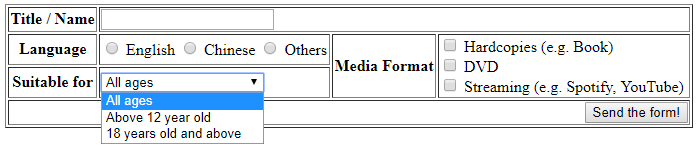 Title / Name
Language English Chinese Others
Suitable for All ages
Media Format
Hardcopies (e.g. Book)
DVD
Streaming (e.g. Spotify, YouTube)
All ages
Above 12 year old
18 years old and above
Send the form!